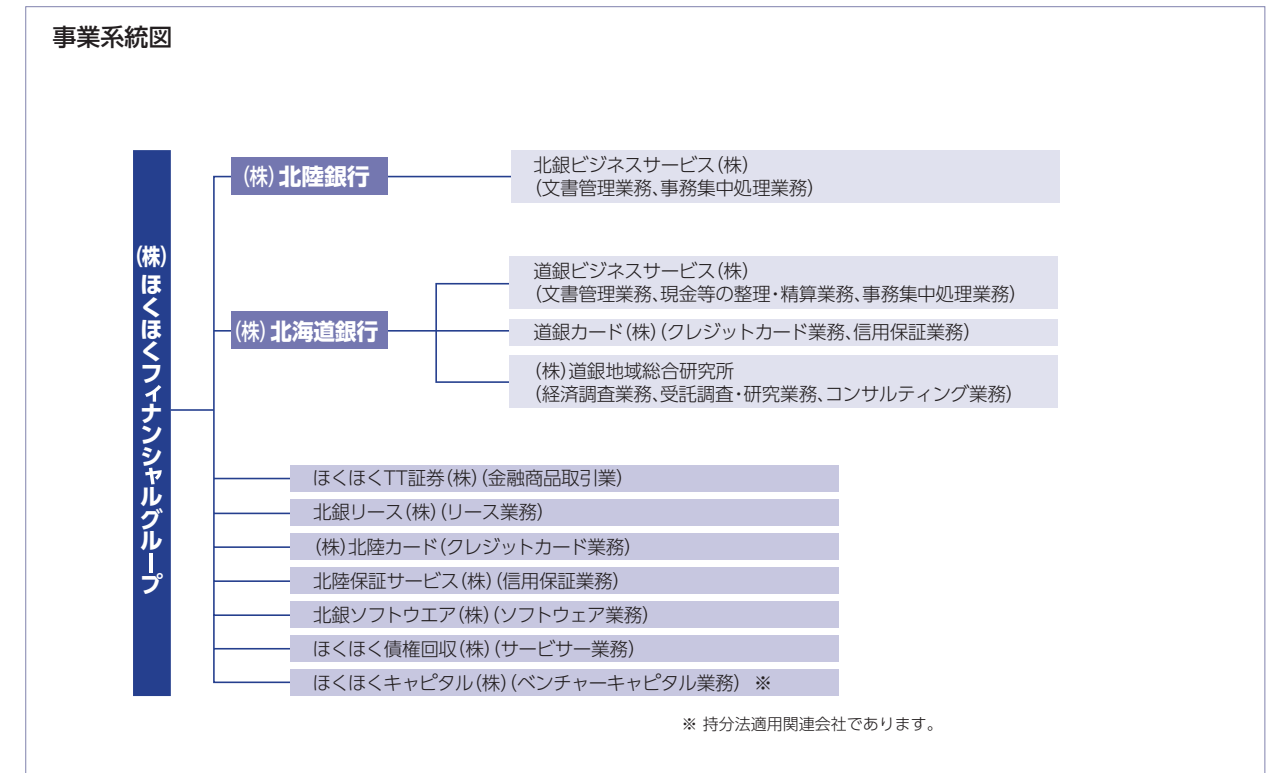 事業系統図
(株)ほくほくフィナンシャルグループ
(株)北陸銀行
北銀ビジネスサービス(株)
(文書管理業務、事務集中処理業務)
(株)北海道銀行
道銀ビジネスサービス(株)
(文書管理業務、現金等の整理・精算業務、事務集中処理業務)
道銀カード(株)(クレジットカード業務、信用保証業務)
(株)道銀地域総合研究所
(経済調査業務、受託調査・研究業務、コンサルティング業務)
ほくほくTT証券(株)(金融商品取引業)
北銀リース(株)(リース業務)
(株)北陸カード(クレジットカード業務)
北陸保証サービス(株)(信用保証業務)
北銀ソフトウエア(株)(ソフトウェア業務)
ほくほく債権回収(株)(サービサー業務)
ほくほくキャピタル(株)(ベンチャーキャピタル業務) ※
※ 持分法適用関連会社であります。